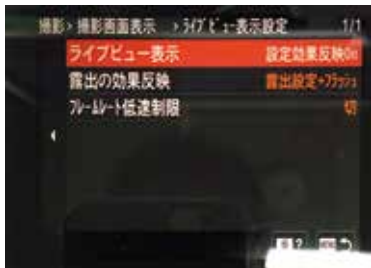 撮影>撮影画面表示 →ライブビュー表示設定 1/1
ライブビュー表示 設定効果反映On
露出の効果反映 露出設定+フラッシュ
フレームレート低速制限 切
?
MENU